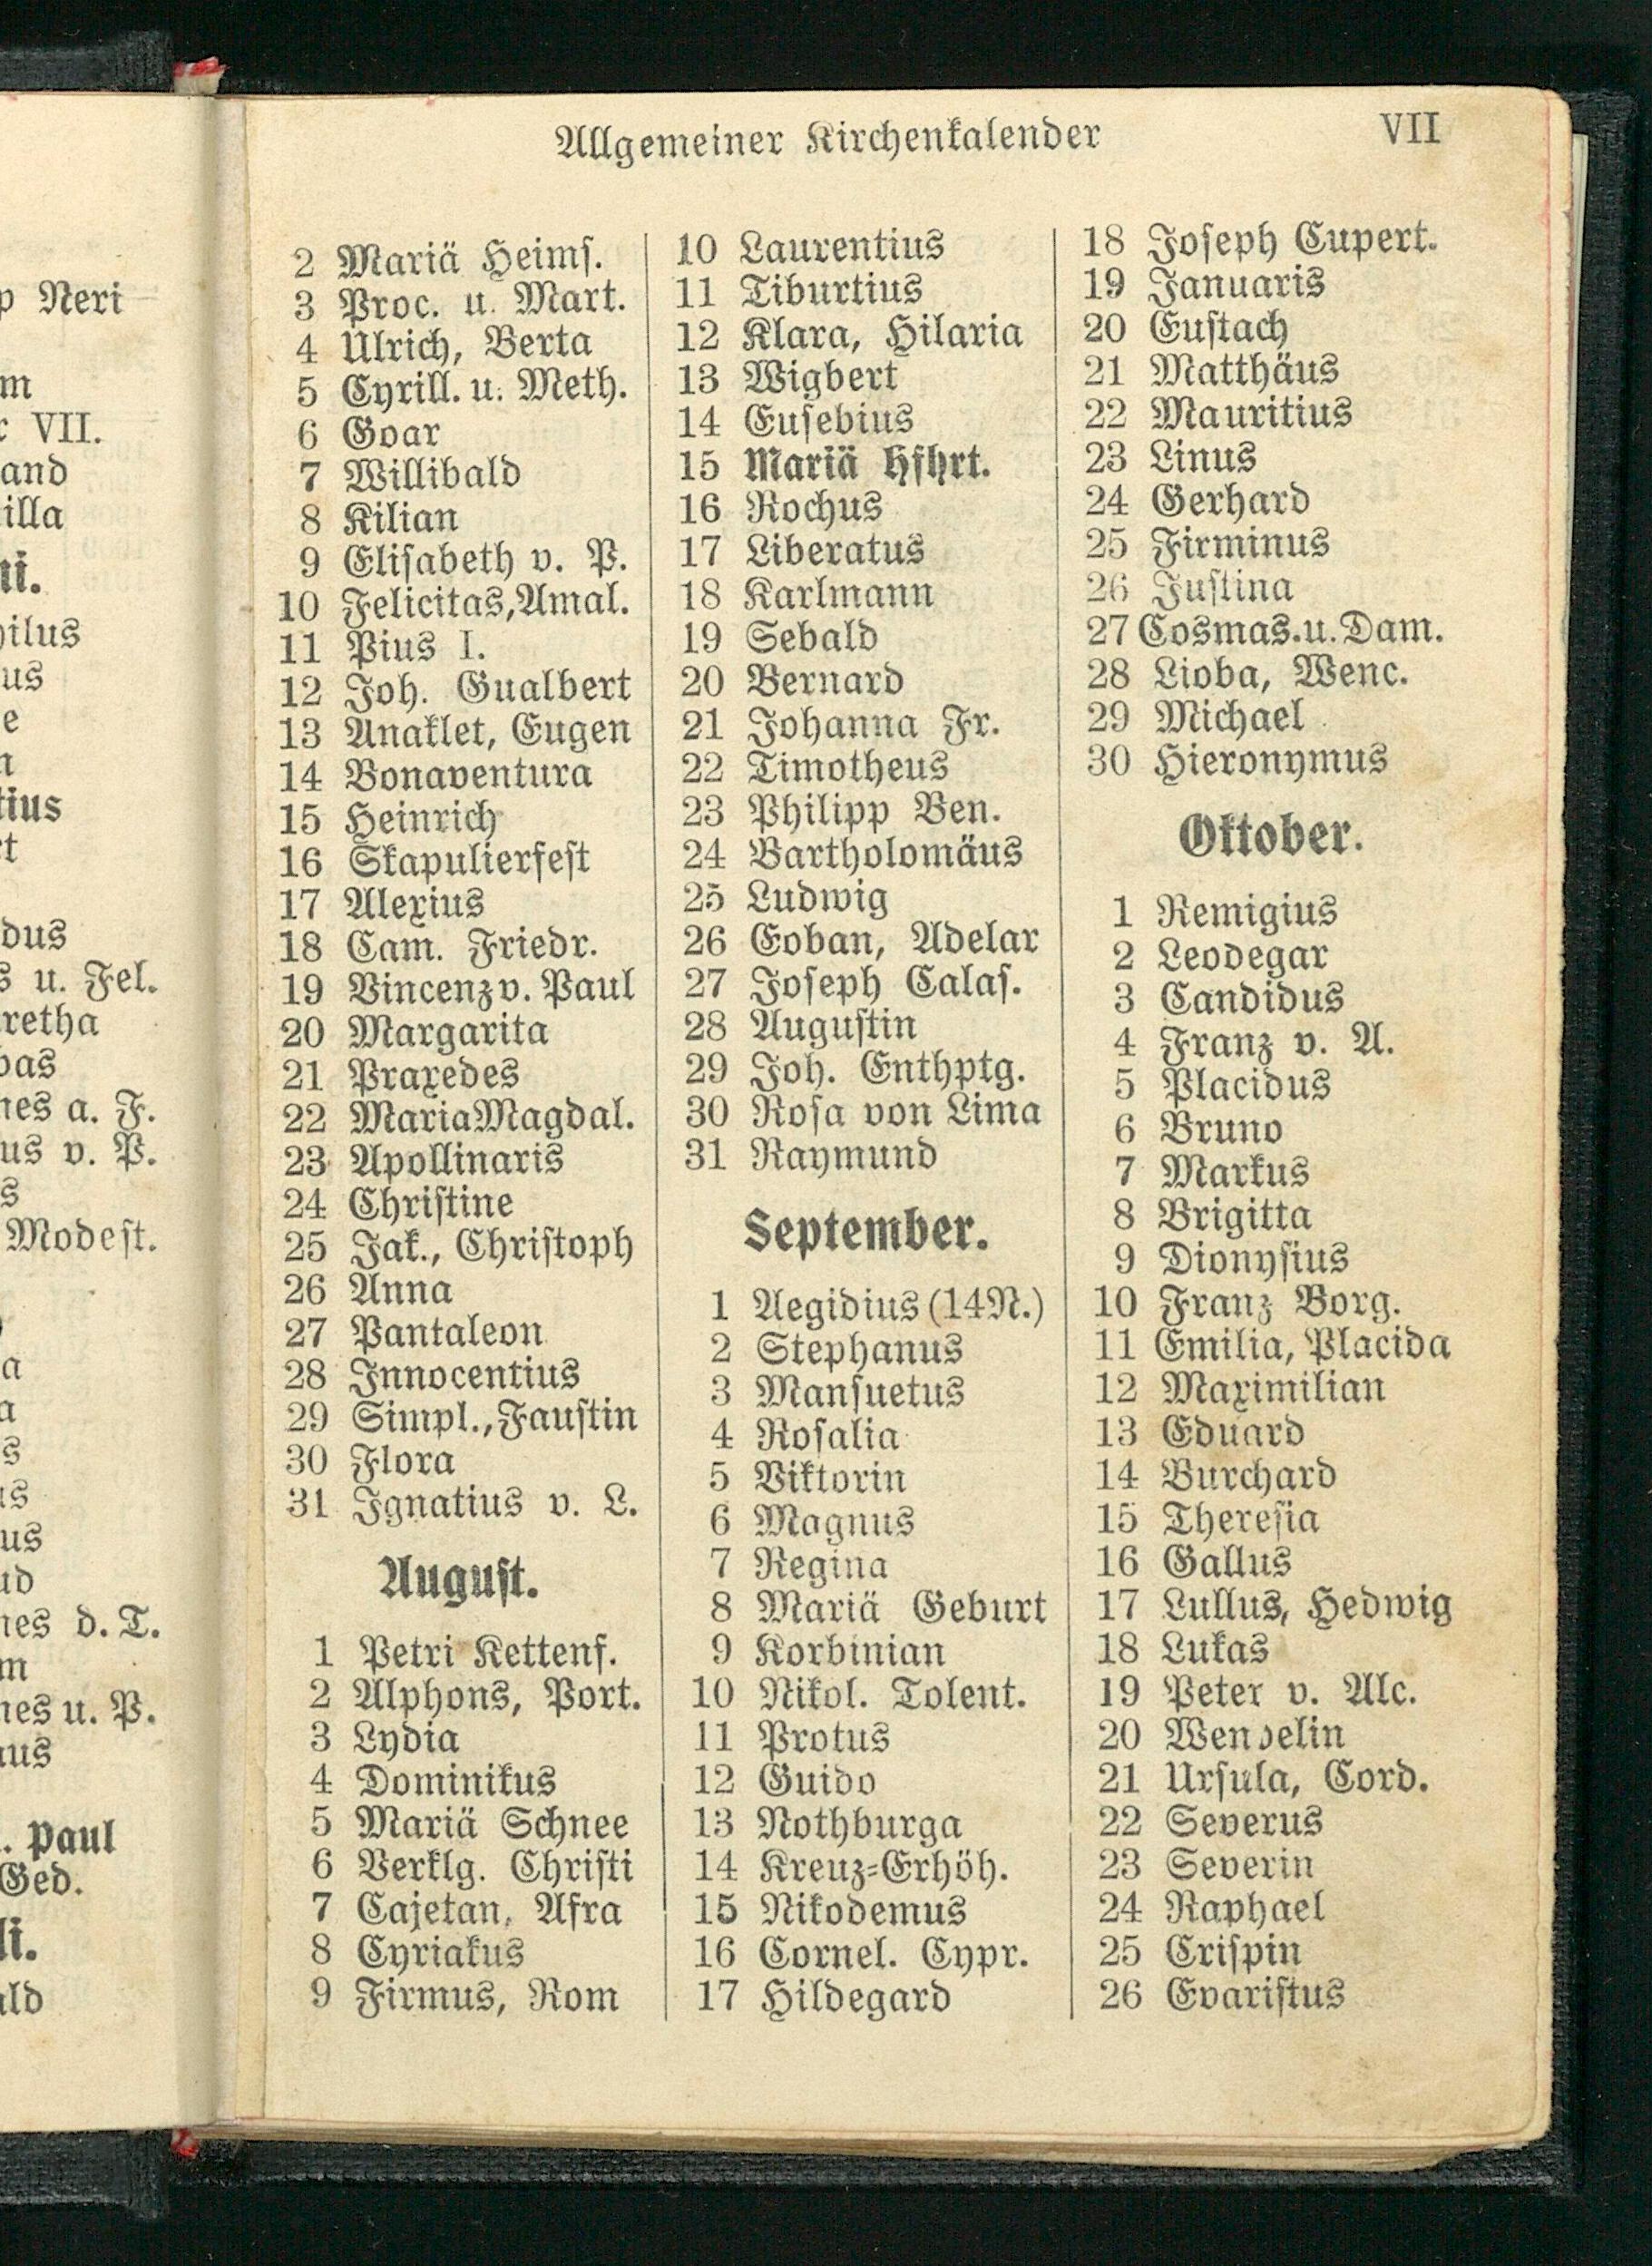 Allgemeiner Kirchenkalender VII
2 Mariä Heimſ.
3 Proc. u. Mart.
4 Ulrich, Berta
5 Cyrill. u. Meth.
6 Goar
7 Willibald
8 Kilian
9 Eliſabeth v. P.
10 Felicitas, Amal.
11 Pius I.
12 Joh. Gualbert
13 Anaklet, Eugen
14 Bonaventura
15 Heinrich
16 Skapulierfeſt
17 Alexius
18 Cam. Friedr.
19 Vincenz v. Paul
20 Margarita
21 Praxedes
22 Maria Magdal.
23 Apollinaris
24 Chriſtine
25 Jak., Chriſtoph
26 Anna
27 Pantaleon
28 Innocentius
29 Simpl., Fauſtin
30 Flora
31 Ignatius v. L.
Auguſt.
1 Petri Kettenf.
2 Alphons, Port.
3 Lydia
4 Dominikus
5 Mariä Schnee
6 Verklg. Chriſti
7 Cajetan, Afra
8 Cyriakus
9 Firmus, Rom
10 Laurentius
11 Tiburtius
12 Klara, Hilaria
13 Wigbert
14 Euſebius
15 Mariä Hfhrt.
16 Rochus
17 Liberatus
18 Karlmann
19 Sebald
20 Bernard
21 Johanna Fr.
22 Timotheus
23 Philipp Ben.
24 Bartholomäus
25 Ludwig
26 Eoban, Adelar
27 Joſeph Calaſ.
28 Auguſtin
29 Joh. Enthptg.
30 Roſa von Lima
31 Raymund
September.
1 Aegidius (14 N.)
2 Stephanus
3 Manſuetus
4 Roſalia
5 Viktorin
6 Magnus
7 Regina
8 Mariä Geburt
9 Korbinian
10 Nikol. Tolent.
11 Protus
12 Guido
13 Nothburga
14 Kreuz-Erhöh.
15 Nikodemus
16 Cornel. Cypr.
17 Hildegard
18 Joſeph Cupert.
19 Januaris
20 Euſtach
21 Matthäus
22 Mauritius
23 Linus
24 Gerhard
25 Firminus
26 Juſtina
27 Cosmas. u. Dam.
28 Lioba, Wenc.
29 Michael
30 Hieronymus
Oktober.
1 Remigius
2 Leodegar
3 Candidus
4 Franz v. A.
5 Placidus
6 Bruno
7 Markus
8 Brigitta
9 Dionyſius
10 Franz Borg.
11 Emilia, Placida
12 Maximilian
13 Eduard
14 Burchard
15 Thereſia
16 Gallus
17 Lullus, Hedwig
18 Lukas
19 Peter v. Alc.
20 Wendelin
21 Urſula, Cord.
22 Severus
23 Severin
24 Raphael
25 Criſpin
26 Evariſtus